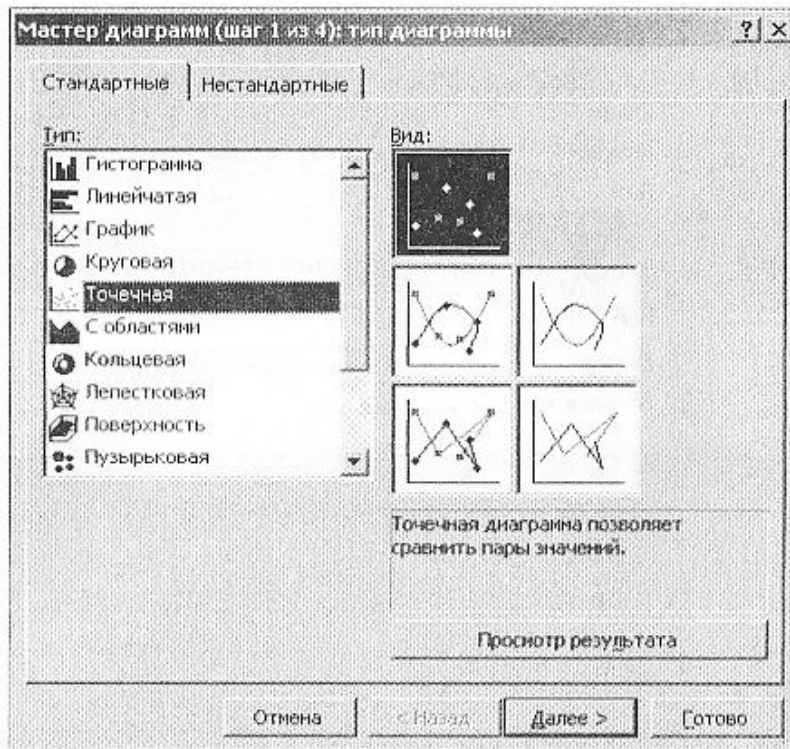 Мастер диаграмм (шаг 1 из 4): тип диаграммы
Стандартные
Нестандартные
Тип:
Гистограмма
Линейчатая
График
Круговая
Точечная
С областями
Кольцевая
Лепестковая
Поверхность
Пузырьковая
Вид:
Точечная диаграмма позволяет
сравнить пары значений.
Просмотр результата
Отмена
< Назад
Далее >
Готово